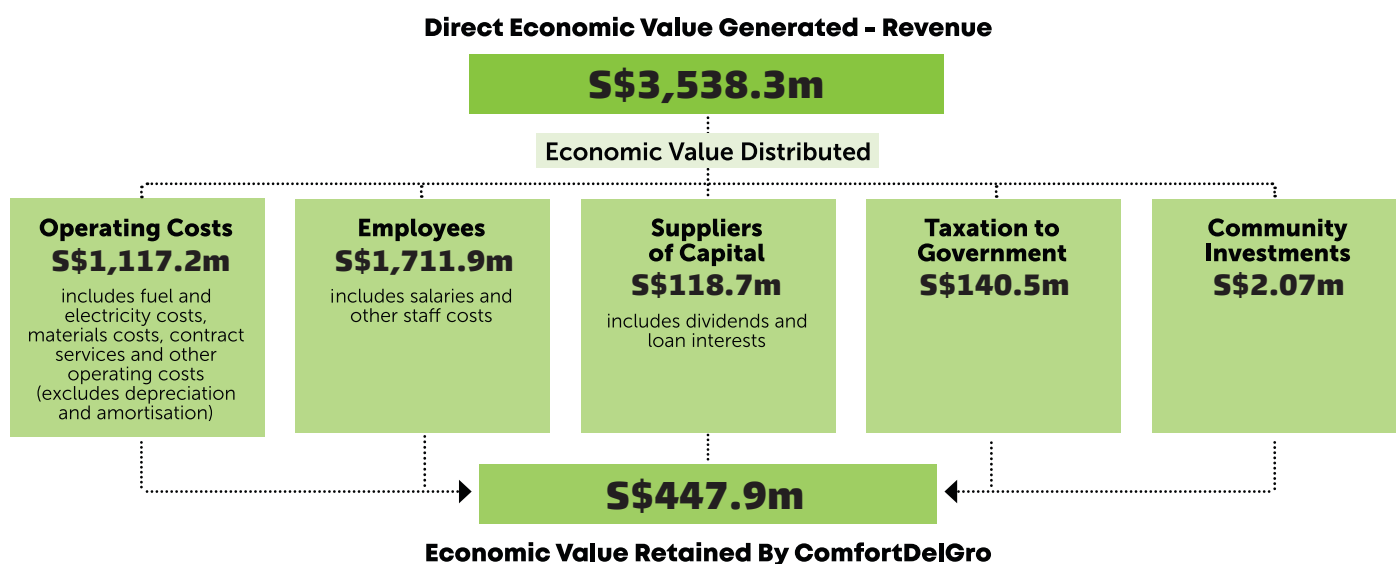 Direct Economic Value Generated - Revenue
S$3,538.3m
Economic Value Distributed
Operating Costs
S$1,117.2m
includes fuel and
electricity costs,
materials costs, contract
services and other
operating costs
(excludes depreciation
and amortisation)
Employees
S$1,711.9m
includes salaries and
other staff costs
Suppliers
of Capital
S$118.7m
includes dividends and
loan interests
Taxation to
Government
S$140.5m
Community
Investments
S$2.07m
S$447.9m
Economic Value Retained By ComfortDelGro